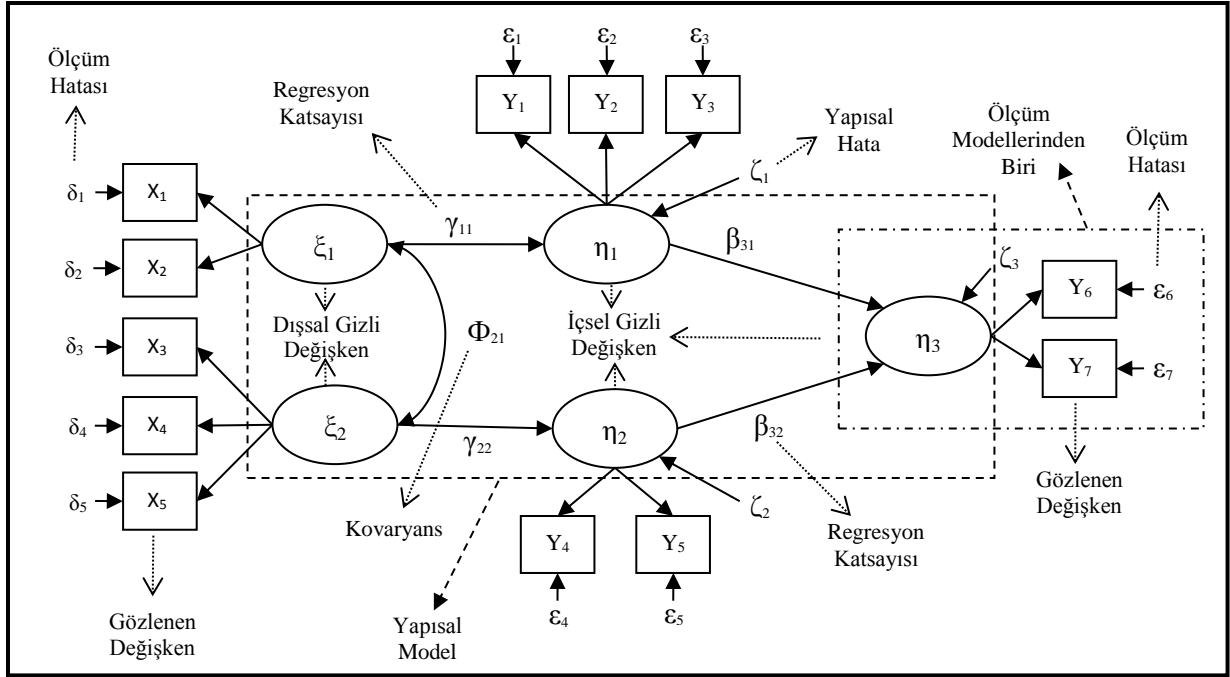 ε1
ε2
ε3
Ölçüm
Hatası
Regresyon
Katsayısı
Y1
Y2
Y3
Yapısal
Hata
Ölçüm
Modellerinden
Biri
Ölçüm
Hatası
δ1
X1
ζ1
γ11
ξ1
η1
β31
δ2
X2
ζ3
Y6
ε6
Dışsal Gizli
Değişken
Φ21
İçsel Gizli
Değişken
η3
δ3
X3
Y7
ε7
δ4
X4
ξ2
γ22
η2
β32
δ5
X5
Kovaryans
ζ2
Y4
Y5
Regresyon
Katsayısı
Gözlenen
Değişken
ε4
ε5
Gözlenen
Değişken
Yapısal
Model